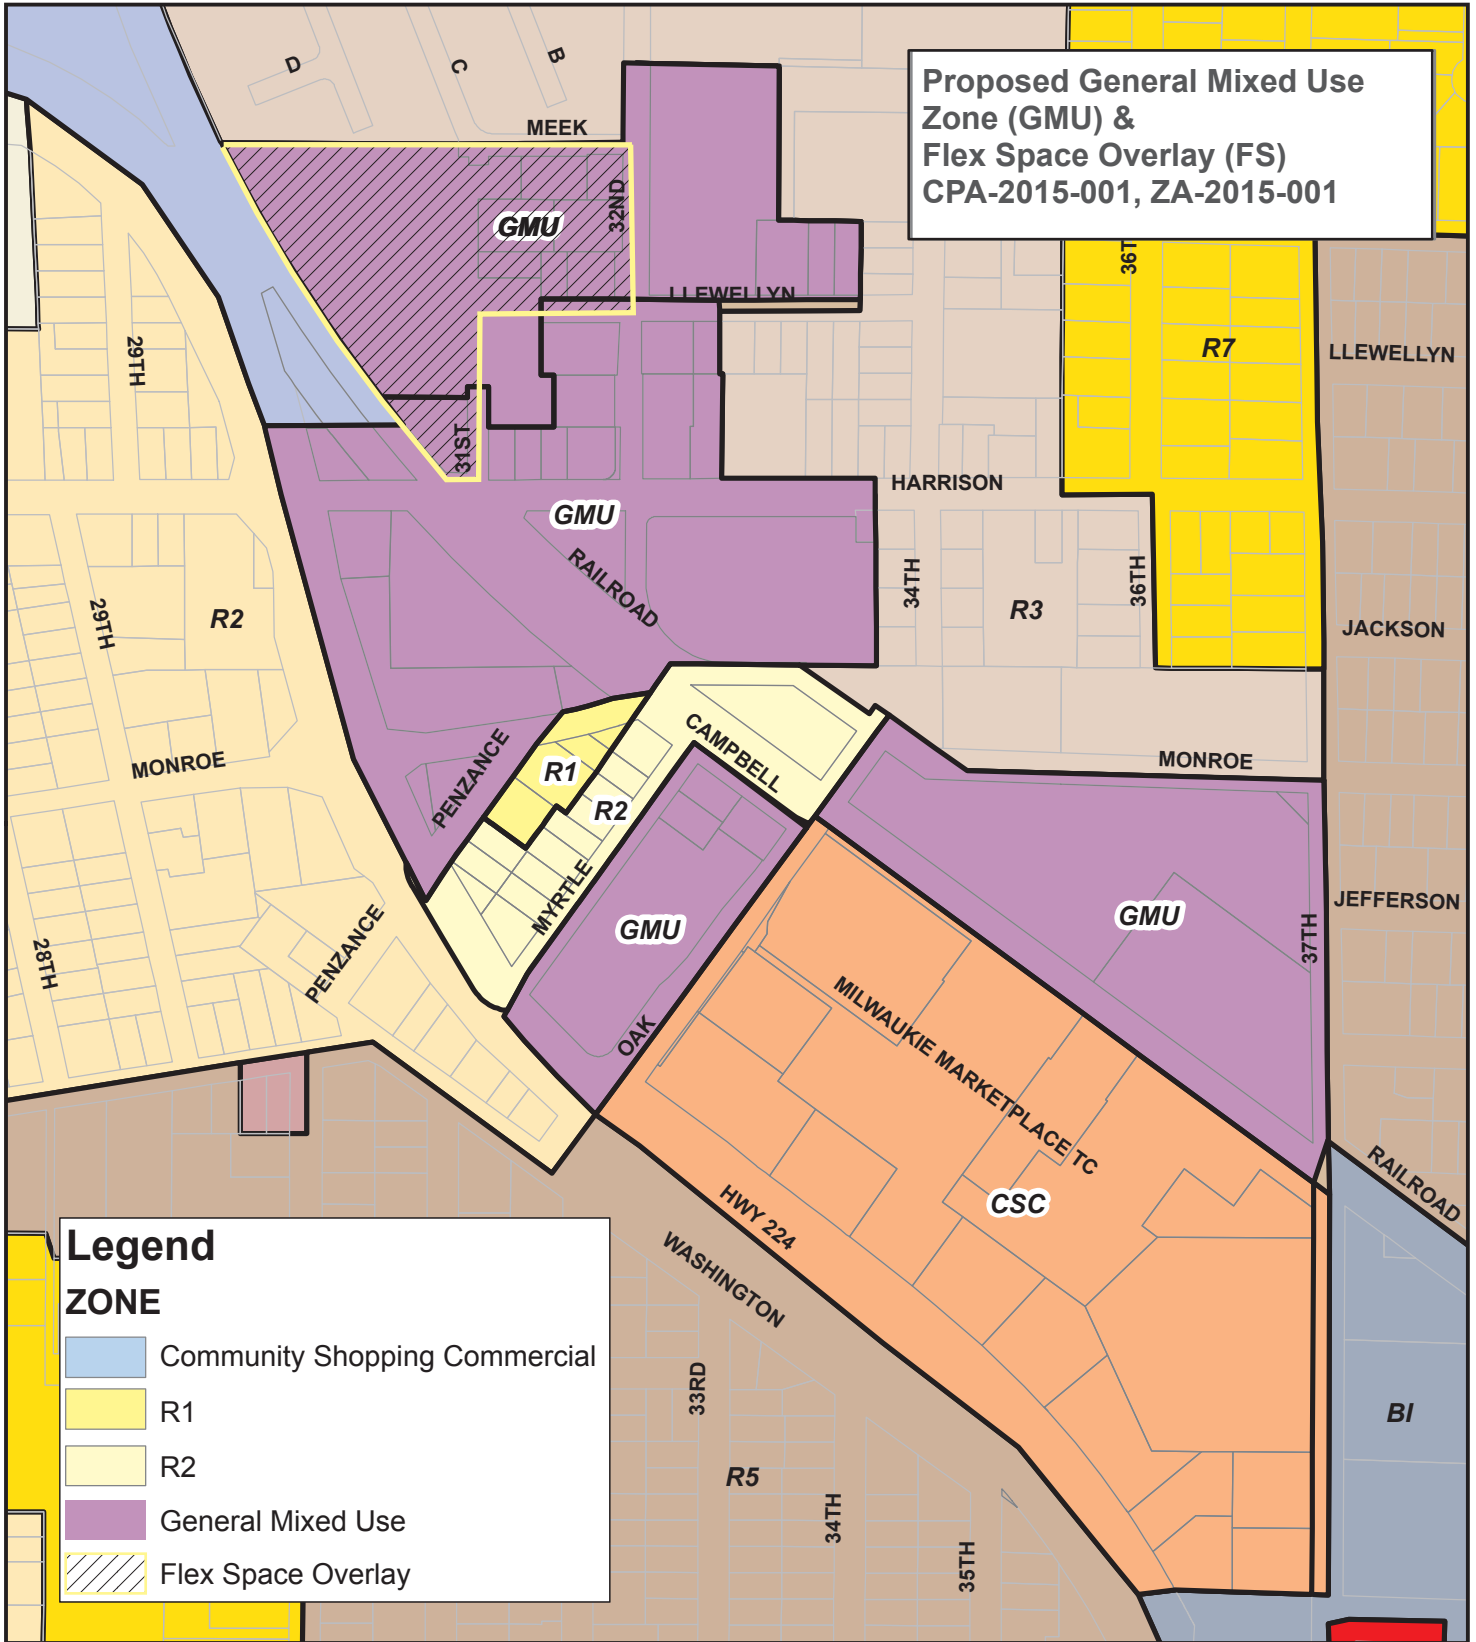 Proposed General Mixed Use
Zone (GMU) &
Flex Space Overlay (FS)
CPA-2015-001, ZA-2015-001
D
C
B
MEEK
32ND
GMU
LLEWELLYN
36T
29TH
R7
LLEWELLYN
31ST
HARRISON
GMU
RAILROAD
34TH
36TH
29TH
R2
R3
JACKSON
MONROE
PENZANCE
CAMPBELL
R1
R2
MONROE
MYRTLE
GMU
GMU
37TH
JEFFERSON
28TH
PENZANCE
OAK
MILWAUKIE MARKETPLACE TC
CSC
HWY 224
RAILROAD
WASHINGTON
33RD
R5
34TH
35TH
BI
Legend
ZONE
Community Shopping Commercial
R1
R2
General Mixed Use
Flex Space Overlay